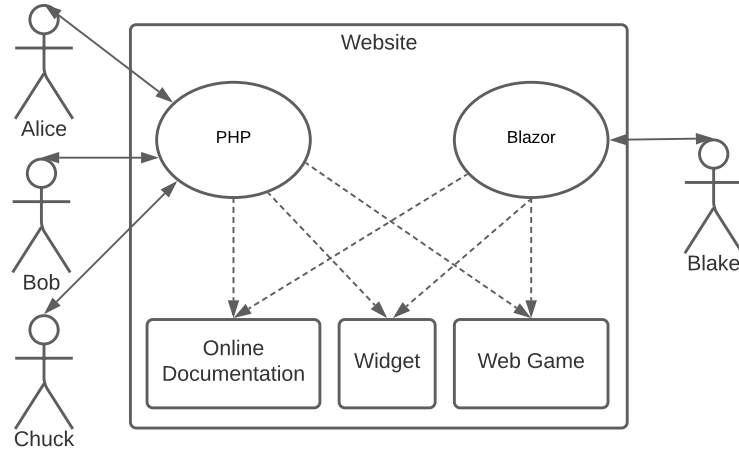 Website
Alice
PHP
Blazor
Bob
Blake
Online
Documentation
Widget
Web Game
Chuck